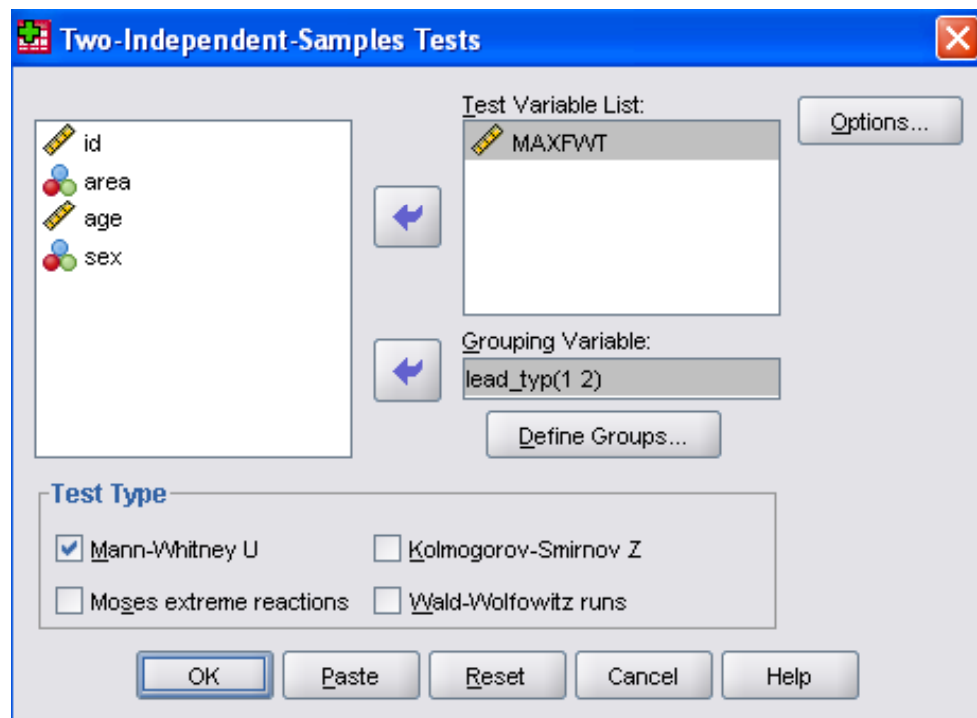 Two-Independent-Samples Tests
Test Variable List:
Options...
id
area
age
sex
MAXFWT
Grouping Variable:
lead_typ(1 2)
Define Groups...
Test Type
Mann-Whitney U
Kolmogorov-Smirnov Z
Moses extreme reactions
Wald-Wolfowitz runs
OK
Paste
Reset
Cancel
Help